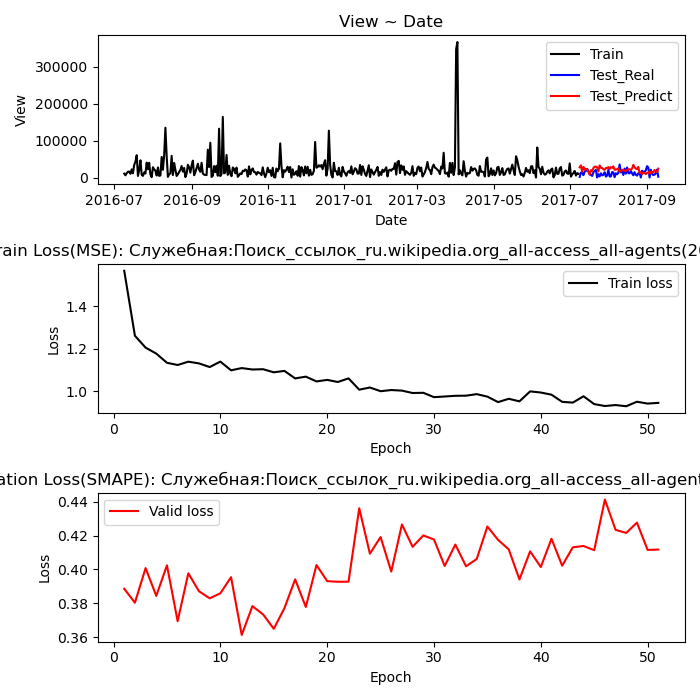 View ~ Date
300000
200000
100000
0
View
Train
Test_Real
Test_Predict
2016-07 2016-09 2016-11 2017-01 2017-03 2017-05 2017-07 2017-09
Date
rain Loss(MSE): Служебная:Поиск_ссылок_ru.wikipedia.org_all-access_all-agents(20
1.4
1.2
1.0
Loss
Train loss
0 10 20 30 40 50
Epoch
ation Loss(SMAPE): Служебная:Поиск_ссылок_ru.wikipedia.org_all-access_all-agent
0.44
0.42
0.40
0.38
0.36
Loss
Valid loss
0 10 20 30 40 50
Epoch